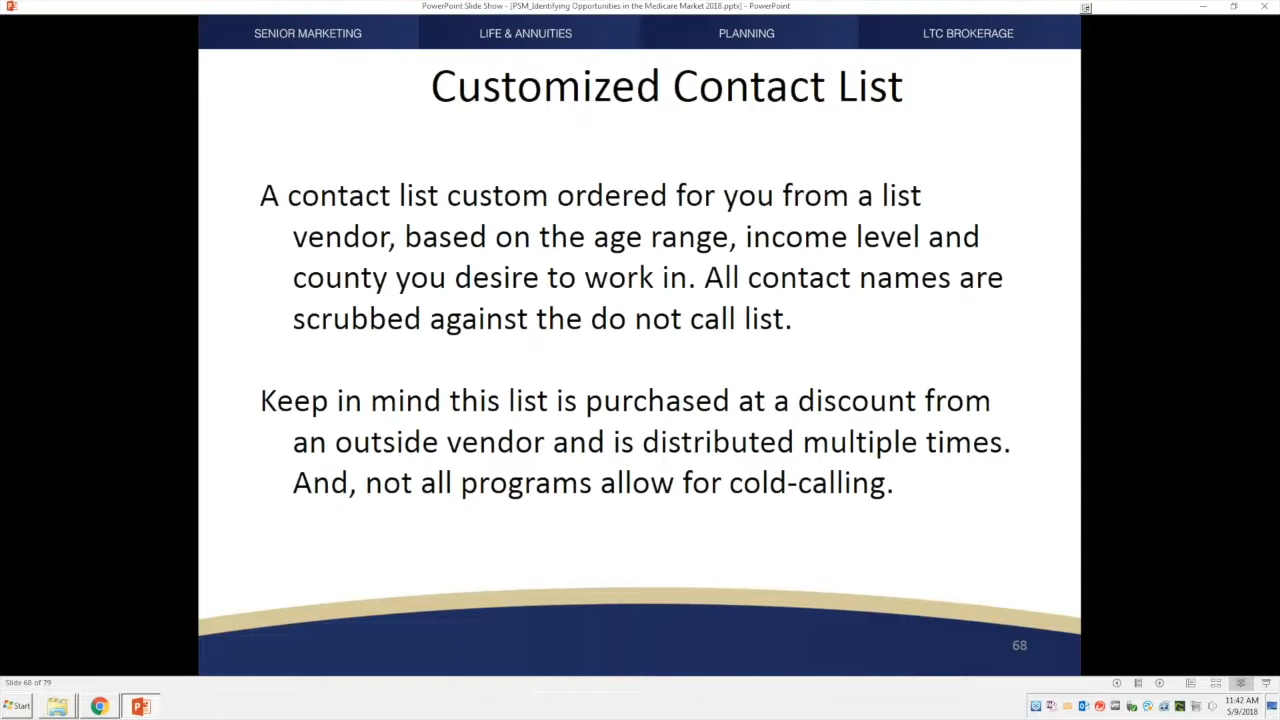 PowerPoint Slide Show - [PSM_Identifying Opportunities in the Medicare Market 2018.pptx] - PowerPoint
SENIOR MARKETING
LIFE & ANNUITIES
PLANNING
LTC BROKERAGE
Customized Contact List
A contact list custom ordered for you from a list
vendor, based on the age range, income level and
county you desire to work in. All contact names are
scrubbed against the do not call list.
Keep in mind this list is purchased at a discount from
an outside vendor and is distributed multiple times.
And, not all programs allow for cold-calling.
68
Slide 68 of 79
Start
11:42 AM
5/9/2018